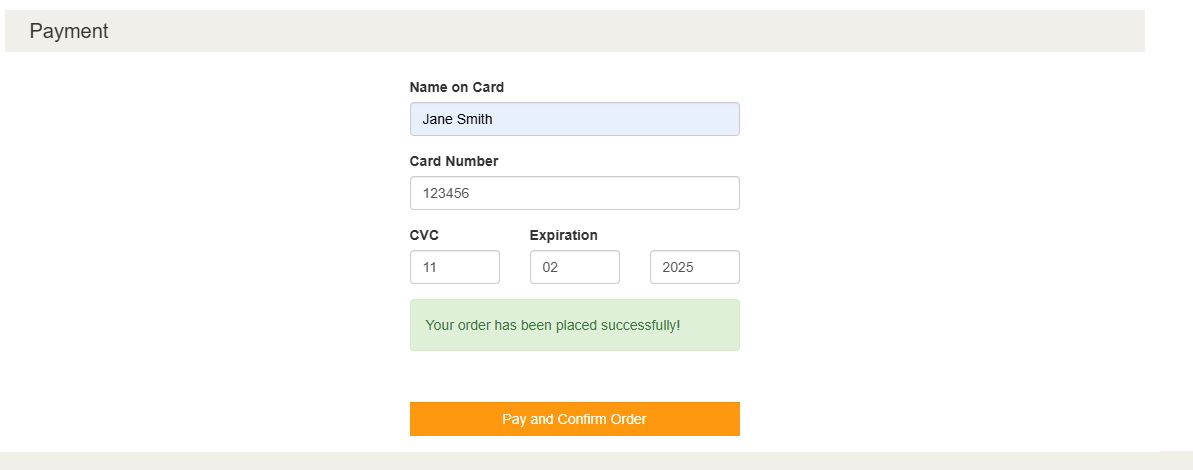 Payment
Name on Card
Jane Smith
Card Number
123456
CVC Expiration
11 02 2025
Your order has been placed successfully!
Pay and Confirm Order